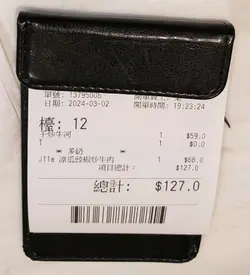 單號: 13795006
日期: 2024-03-02 開單時間: 19:23:24
檯: 12
干炒牛河 1 $59.0
T 1 $0.0
= 多奶 =
J11a 涼瓜豉椒炒牛肉 1 $68.0
項目總計: $127.0
總計: $127.0